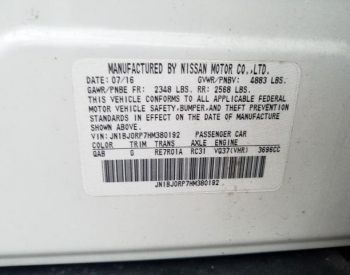 MANUFACTURED BY NISSAN MOTOR CO., LTD.
DATE: 07/16 GVWR/PNBV: 4883 LBS.
GAWR/PNBE FR: 2348 LBS. RR: 2568 LBS.
THIS VEHICLE CONFORMS TO ALL APPLICABLE FEDERAL
MOTOR VEHICLE SAFETY, BUMPER, AND THEFT PREVENTION
STANDARDS IN EFFECT ON THE DATE OF MANUFACTURE
SHOWN ABOVE.
VIN: JN1BJ0RP7HM380192 PASSENGER CAR
COLOR TRIM TRANS AXLE ENGINE
QAB G RE7R01A RC31 VQ37(VHR) 3696CC
JN1BJ0RP7HM380192